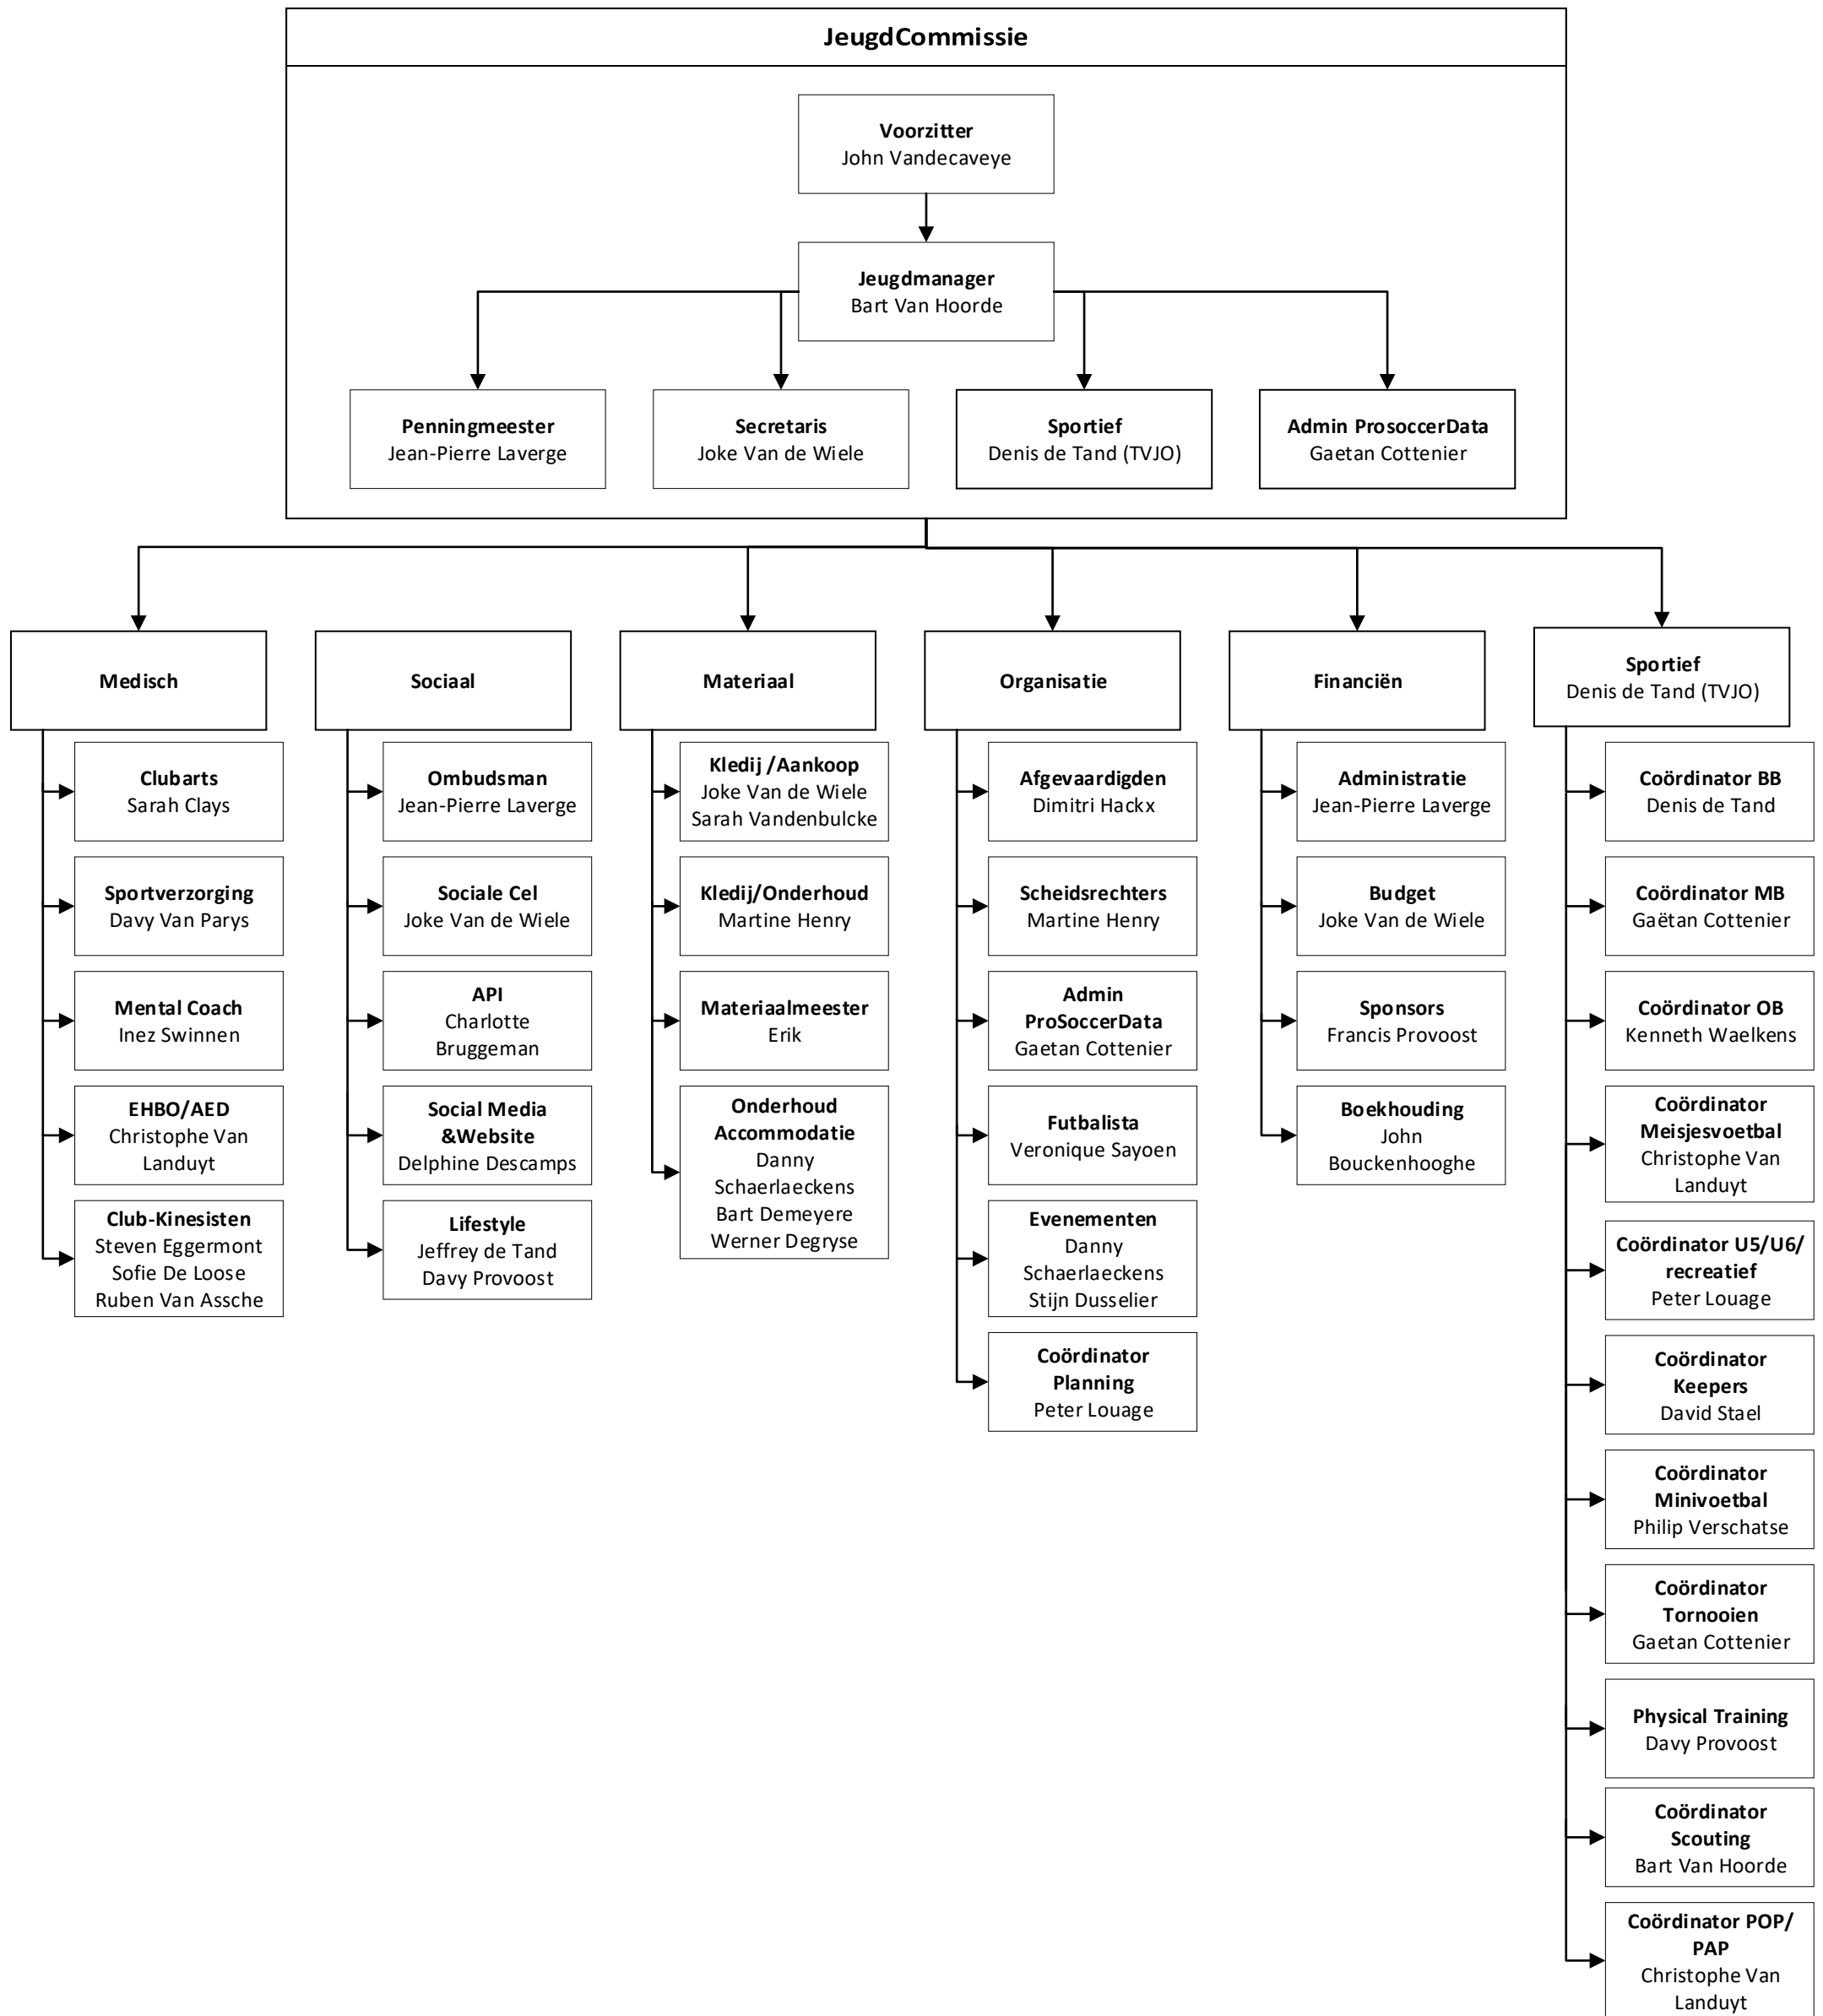 JeugdCommissie
Voorzitter
John Vandecaveye
Jeugdmanager
Bart Van Hoorde
Penningmeester
Jean-Pierre Laverge
Secretaris
Joke Van de Wiele
Sportief
Denis de Tand (TVJO)
Admin ProsoccerData
Gaetan Cottenier
Medisch
Clubarts
Sarah Clays
Sportverzorging
Davy Van Parys
Mental Coach
Inez Swinnen
EHBO/AED
Christophe Van
Landuyt
Club-Kinesisten
Steven Eggermont
Sofie De Loose
Ruben Van Assche
Sociaal
Ombudsman
Jean-Pierre Laverge
Sociale Cel
Joke Van de Wiele
API
Charlotte
Bruggeman
Social Media
&Website
Delphine Descamps
Lifestyle
Jeffrey de Tand
Davy Provoost
Materiaal
Kledij /Aankoop
Joke Van de Wiele
Sarah Vandenbulcke
Kledij/Onderhoud
Martine Henry
Materiaalmeester
Erik
Onderhoud
Accommodatie
Danny
Schaerlaeckens
Bart Demeyere
Werner Degryse
Organisatie
Afgevaardigden
Dimitri Hackx
Scheidsrechters
Martine Henry
Admin
ProSoccerData
Gaetan Cottenier
Futbalista
Veronique Sayoen
Evenementen
Danny
Schaerlaeckens
Stijn Dusselier
Coördinator
Planning
Peter Louage
Financiën
Administratie
Jean-Pierre Laverge
Budget
Joke Van de Wiele
Sponsors
Francis Provoost
Boekhouding
John
Bouckenhooghe
Sportief
Denis de Tand (TVJO)
Coördinator BB
Denis de Tand
Coördinator MB
Gaëtan Cottenier
Coördinator OB
Kenneth Waelkens
Coördinator
Meisjesvoetbal
Christophe Van
Landuyt
Coördinator U5/U6/
recreatief
Peter Louage
Coördinator
Keepers
David Stael
Coördinator
Minivoetbal
Philip Verschatse
Coördinator
Tornooien
Gaetan Cottenier
Physical Training
Davy Provoost
Coördinator
Scouting
Bart Van Hoorde
Coördinator POP/
PAP
Christophe Van
Landuyt